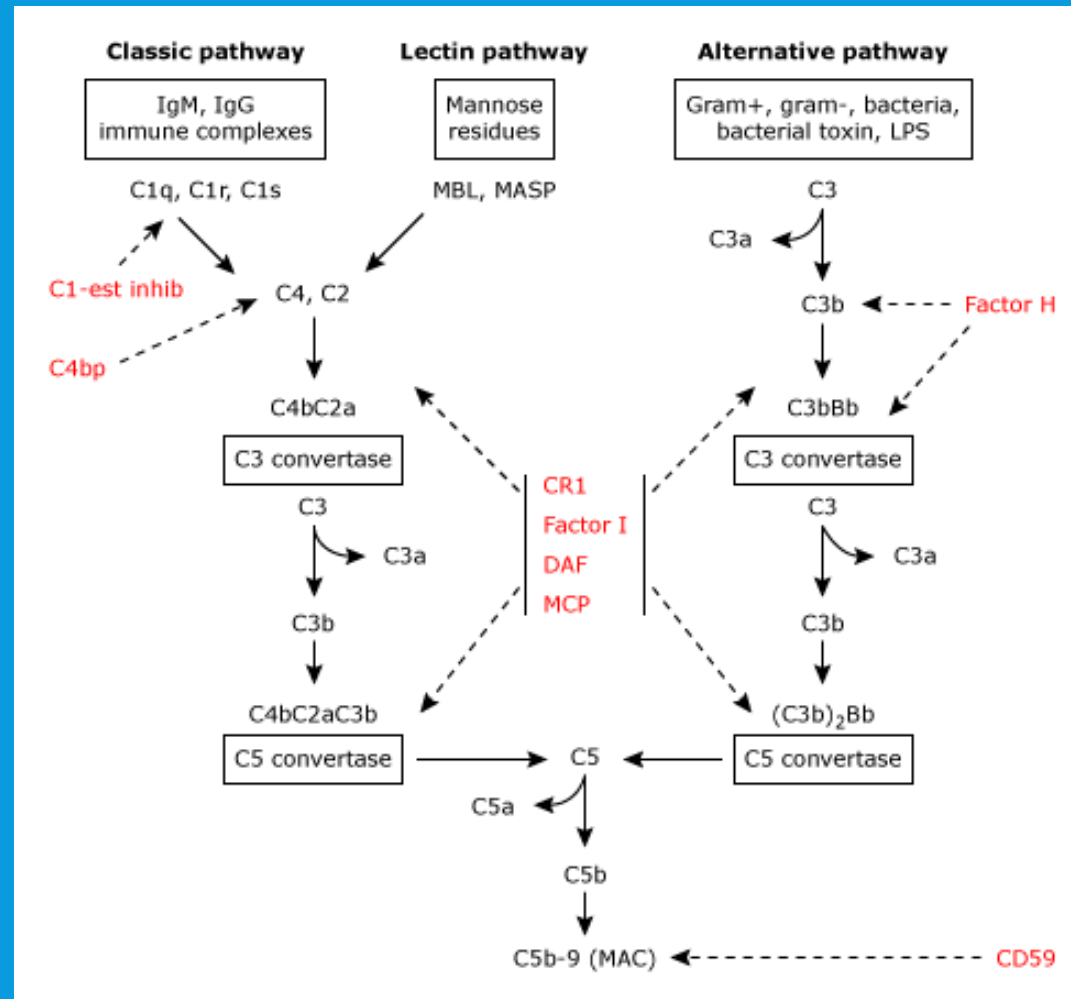 Classic pathway
Lectin pathway
Alternative pathway
IgM, IgG
immune complexes
Mannose
residues
Gram+, gram-, bacteria,
bacterial toxin, LPS
C1q, C1r, C1s
MBL, MASP
C3
C3a
C1-est inhib
C4, C2
C3b
Factor H
C4bp
C4bC2a
C3bBb
C3 convertase
C3 convertase
CR1
Factor I
DAF
MCP
C3
C3a
C3
C3a
C3b
C3b
C4bC2aC3b
(C3b)₂Bb
C5 convertase
C5
C5 convertase
C5a
C5b
C5b-9 (MAC)
CD59